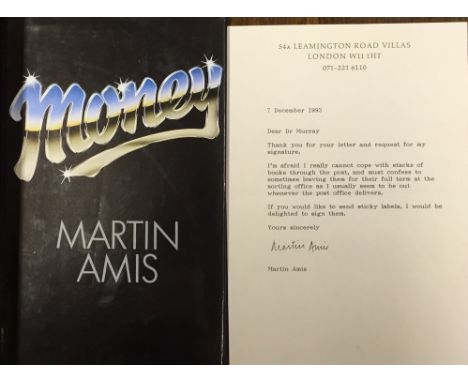 money
MARTIN
AMIS
54A LEAMINGTON ROAD VILLAS
LONDON W11 1HT
071-221 6110
7 December 1992
Dear Dr Murray
Thank you for your letter and request for my
signature.
I'm afraid I really cannot cope with stacks of
books through the post, and must confess to
sometimes leaving them for their full term at the
sorting office as I usually seem to be out
whenever the post office delivers.
If you would like to send sticky labels, I would be
delighted to sign them.
Yours sincerely
Martin Amis
Martin Amis